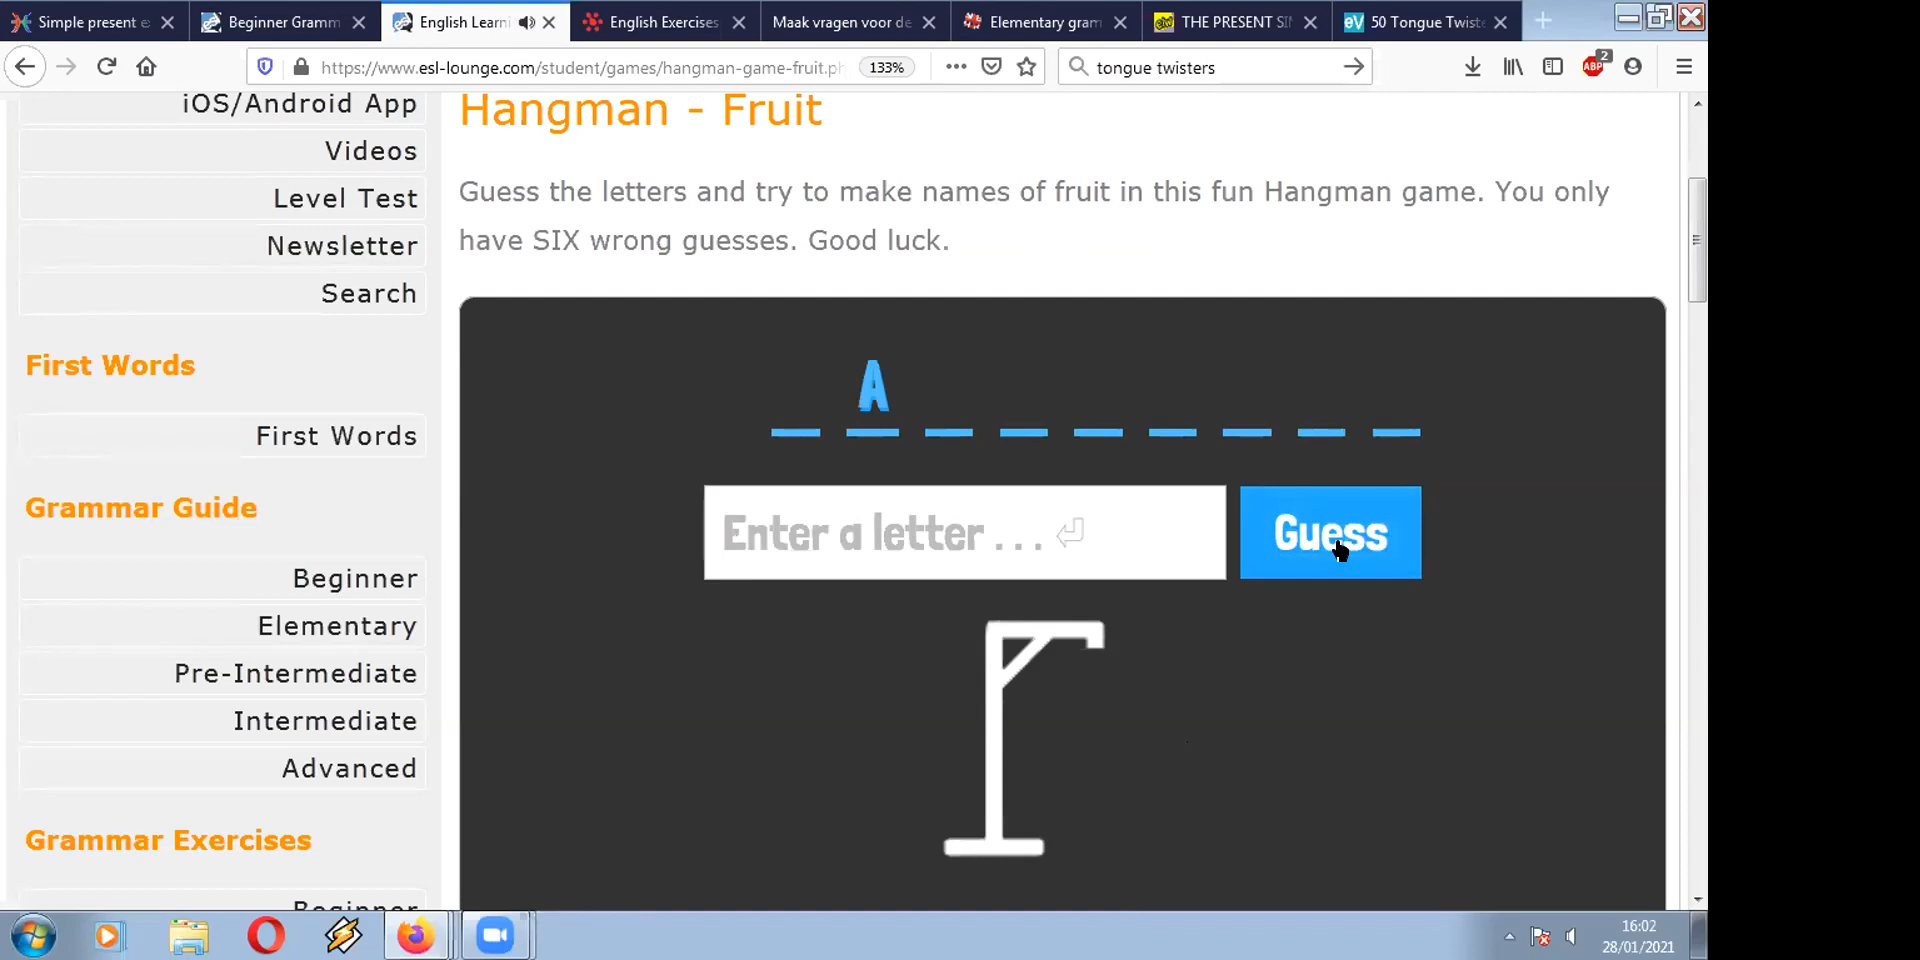 Simple present e
Beginner Gramm
English Learni
English Exercises
Maak vragen voor de
Elementary gram
THE PRESENT SI
50 Tongue Twiste
https://www.esl-lounge.com/student/games/hangman-game-fruit.ph
133%
tongue twisters
ABP
2
iOS/Android App
Videos
Level Test
Newsletter
Search
First Words
First Words
Grammar Guide
Beginner
Elementary
Pre-Intermediate
Intermediate
Advanced
Grammar Exercises
Beginner
Hangman - Fruit
Guess the letters and try to make names of fruit in this fun Hangman game. You only
have SIX wrong guesses. Good luck.
A
Enter a letter . . .
Guess
16:02
28/01/2021